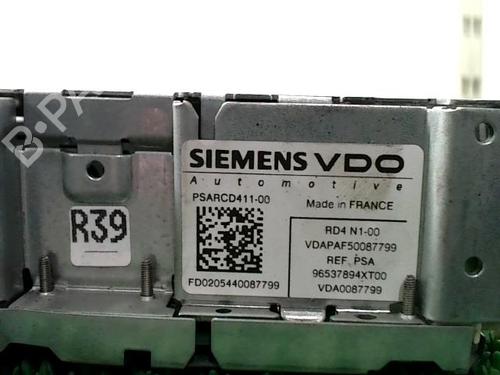 B-PA
R39
SIEMENS VDO
Automotive
PSARCD411-00
Made in FRANCE
RD4 N1-00
VDAPAF50087799
REF. PSA
96537894XT00
FD0205440087799
VDA0087799